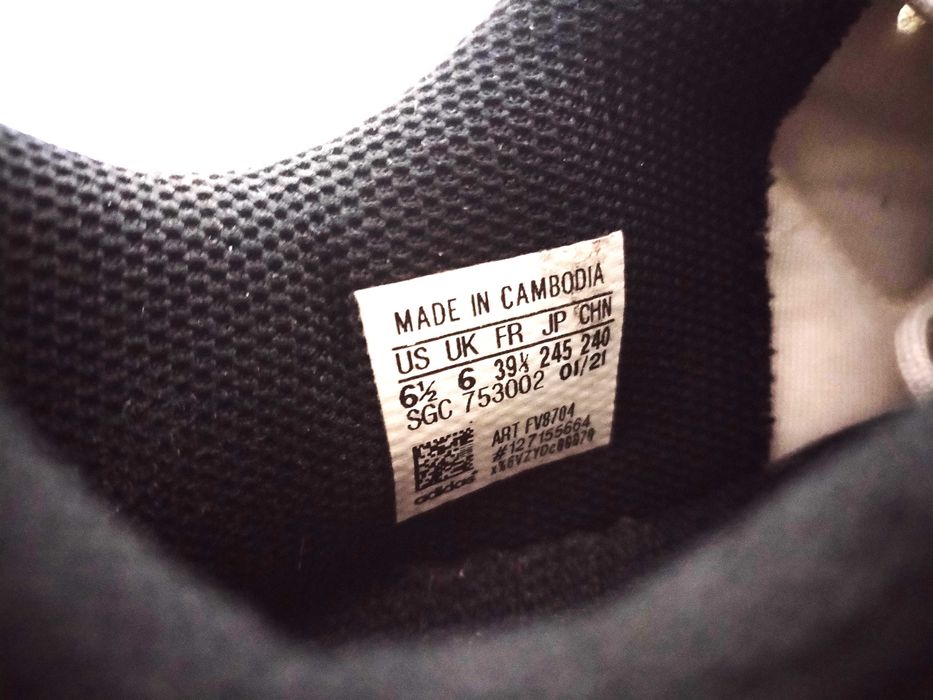 MADE IN CAMBODIA
US UK FR JP CHN
6½ 6 39⅓ 245 240
SGC 753002 01/21
ART FV8704
#127155664
adidas